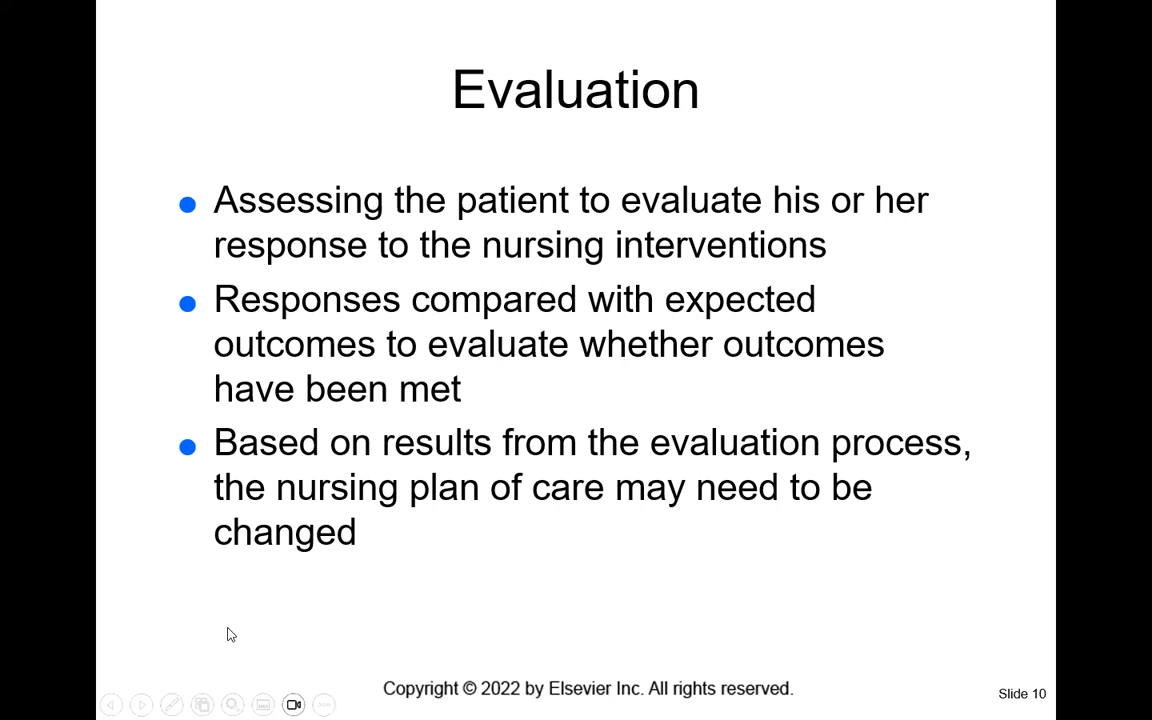 Evaluation
Assessing the patient to evaluate his or her
response to the nursing interventions
Responses compared with expected
outcomes to evaluate whether outcomes
have been met
Based on results from the evaluation process,
the nursing plan of care may need to be
changed
Copyright © 2022 by Elsevier Inc. All rights reserved.
Slide 10